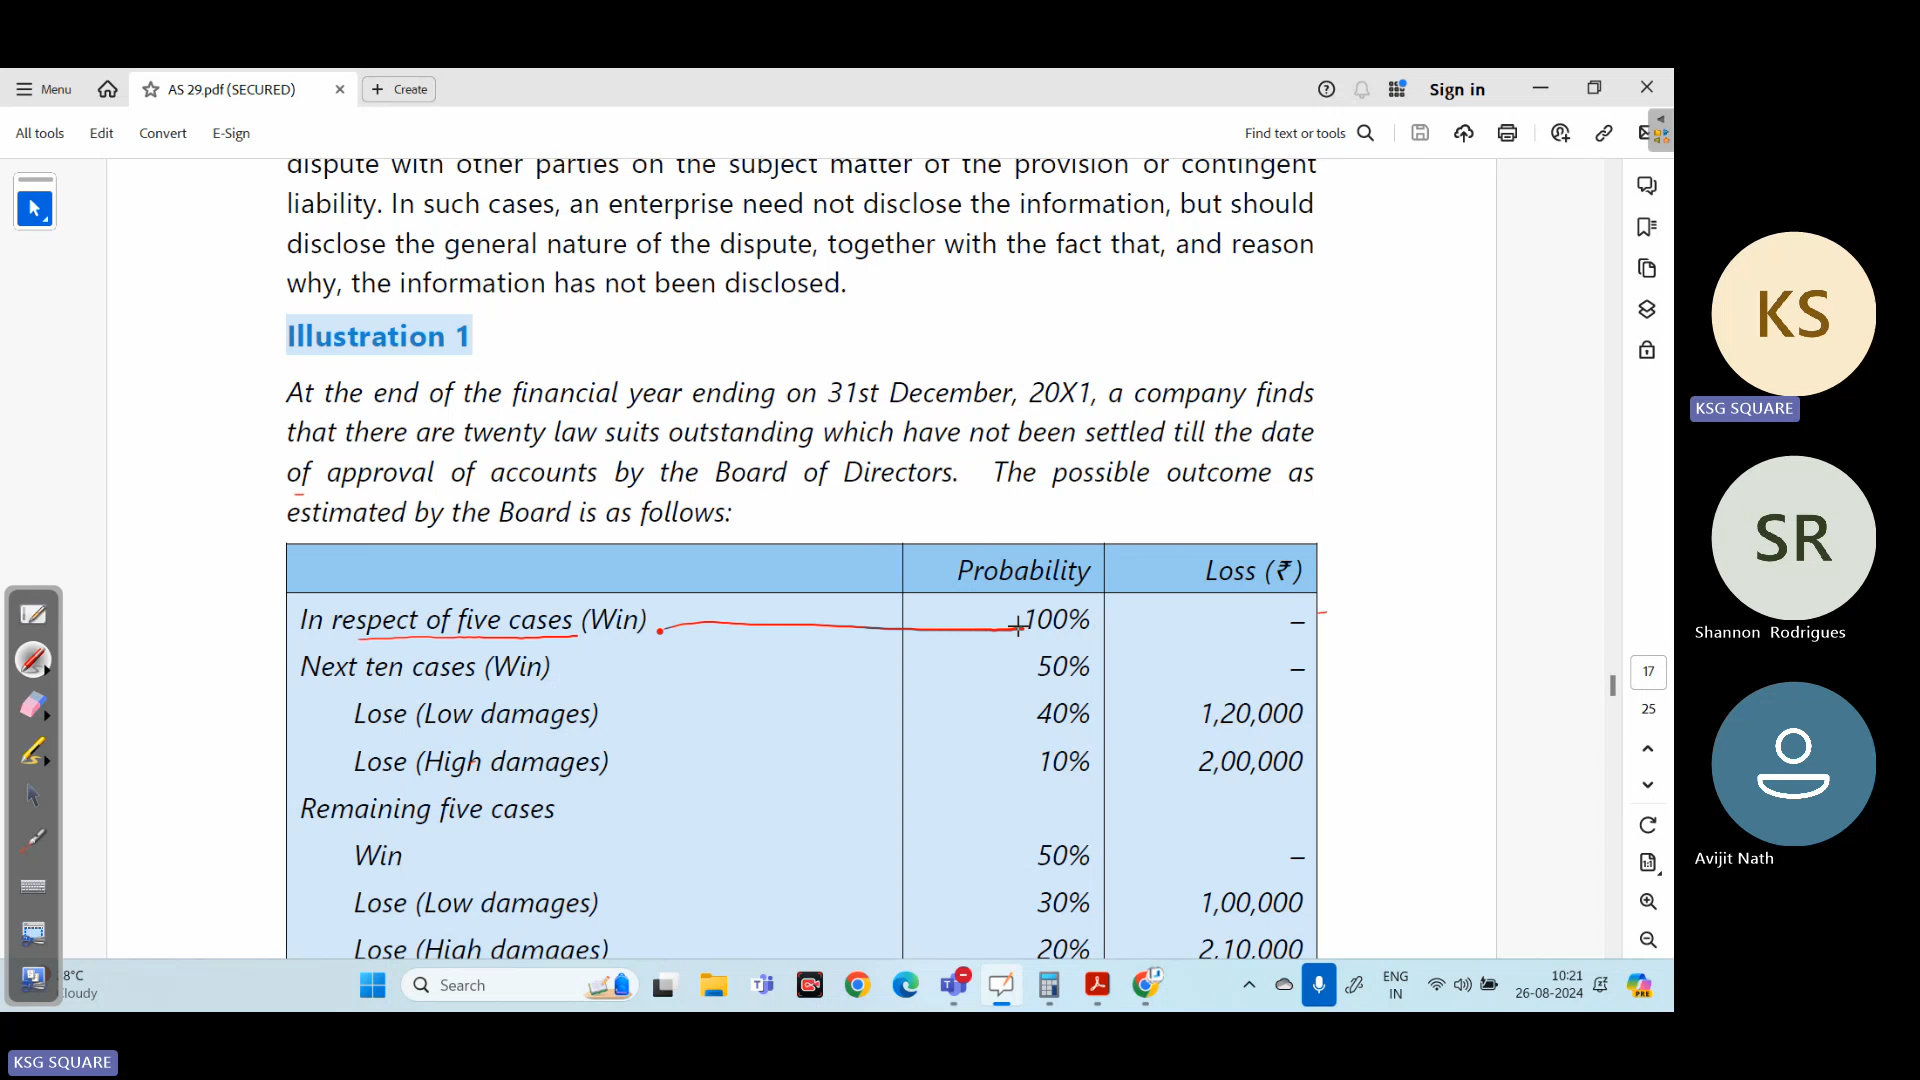 Menu
AS 29.pdf (SECURED)
Create
Sign in
All tools
Edit
Convert
E-Sign
Find text or tools
dispute with other parties on the subject matter of the provision or contingent
liability. In such cases, an enterprise need not disclose the information, but should
disclose the general nature of the dispute, together with the fact that, and reason
why, the information has not been disclosed.
Illustration 1
At the end of the financial year ending on 31st December, 20X1, a company finds
that there are twenty law suits outstanding which have not been settled till the date
of approval of accounts by the Board of Directors. The possible outcome as
estimated by the Board is as follows:
Probability Loss (₹)
In respect of five cases (Win) 100% –
Next ten cases (Win) 50% –
Lose (Low damages) 40% 1,20,000
Lose (High damages) 10% 2,00,000
Remaining five cases
Win 50% –
Lose (Low damages) 30% 1,00,000
Lose (High damages) 20% 2,10,000
17
25
8°C
Cloudy
Search
ENG
IN
10:21
26-08-2024
PRE
KS
KSG SQUARE
SR
Shannon Rodrigues
Avijit Nath
KSG SQUARE